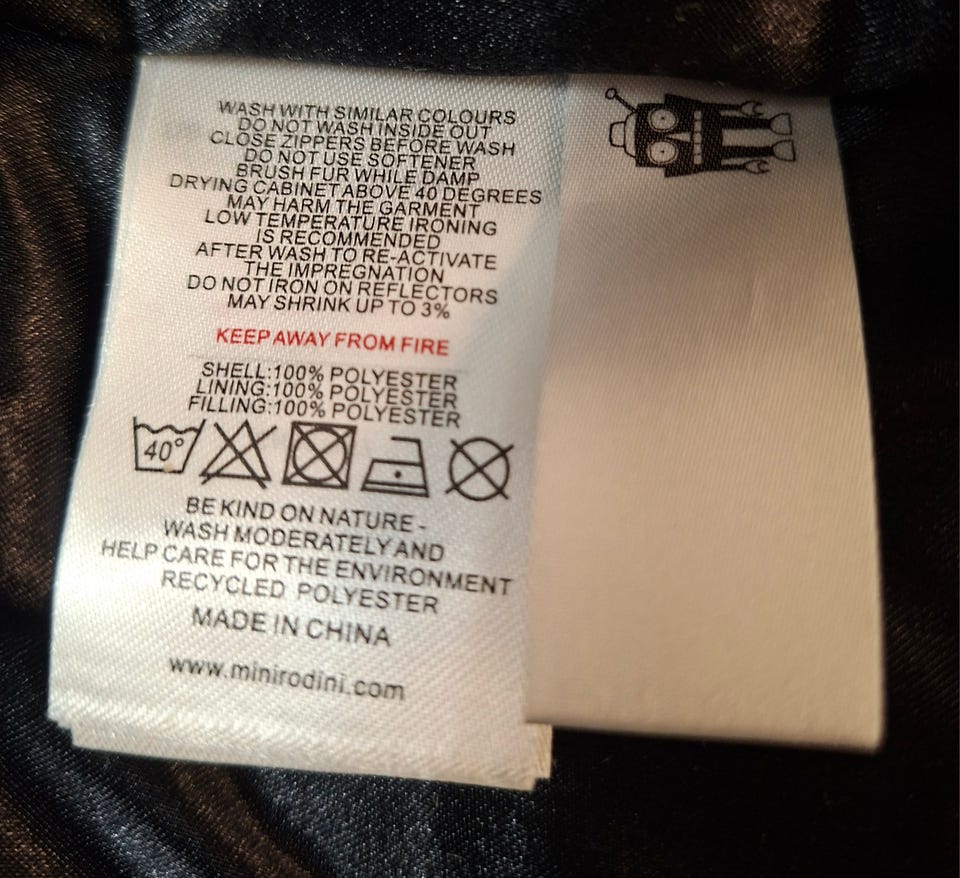 WASH WITH SIMILAR COLOURS
DO NOT WASH INSIDE OUT
CLOSE ZIPPERS BEFORE WASH
DO NOT USE SOFTENER
BRUSH FUR WHILE DAMP
DRYING CABINET ABOVE 40 DEGREES
MAY HARM THE GARMENT
LOW TEMPERATURE IRONING
IS RECOMMENDED
AFTER WASH TO RE-ACTIVATE
THE IMPREGNATION
DO NOT IRON ON REFLECTORS
MAY SHRINK UP TO 3%
KEEP AWAY FROM FIRE
SHELL:100% POLYESTER
LINING:100% POLYESTER
FILLING:100% POLYESTER
40°
BE KIND ON NATURE -
WASH MODERATELY AND
HELP CARE FOR THE ENVIRONMENT
RECYCLED POLYESTER
MADE IN CHINA
www.minirodini.com